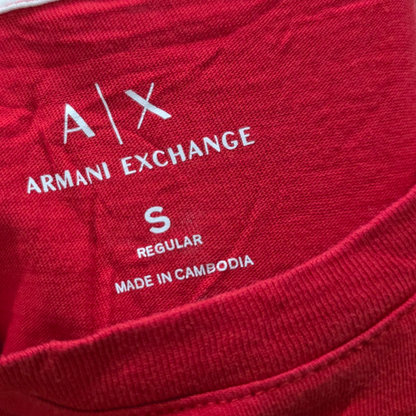 A|X
ARMANI EXCHANGE
S
REGULAR
MADE IN CAMBODIA